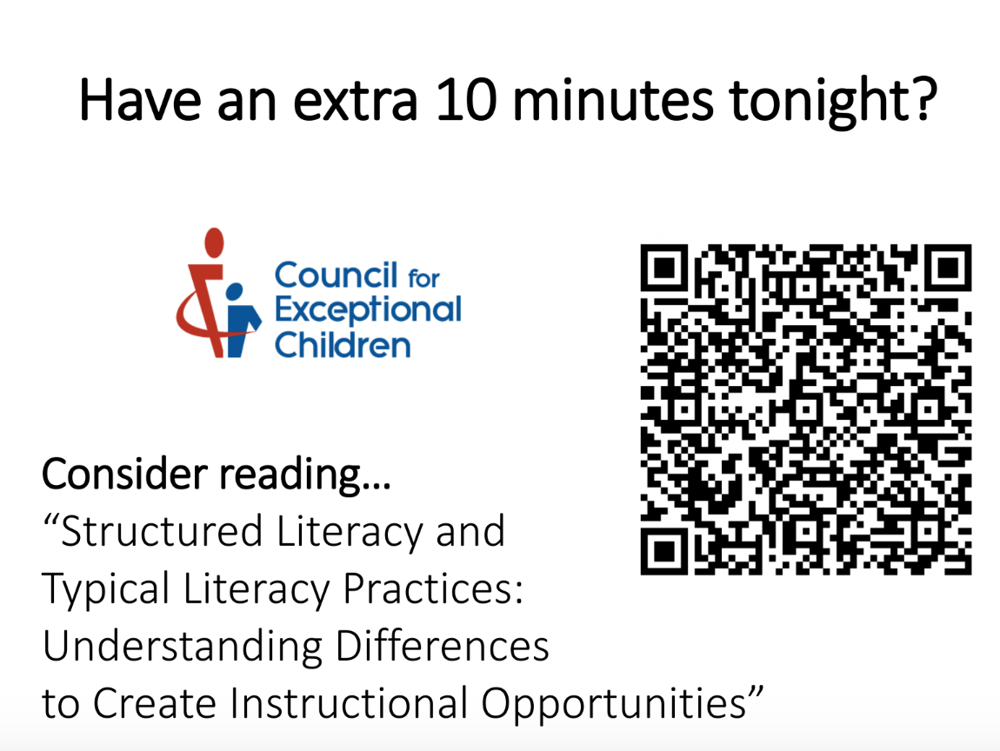 Have an extra 10 minutes tonight?
Council for
Exceptional
Children
Consider reading…
“Structured Literacy and
Typical Literacy Practices:
Understanding Differences
to Create Instructional Opportunities”